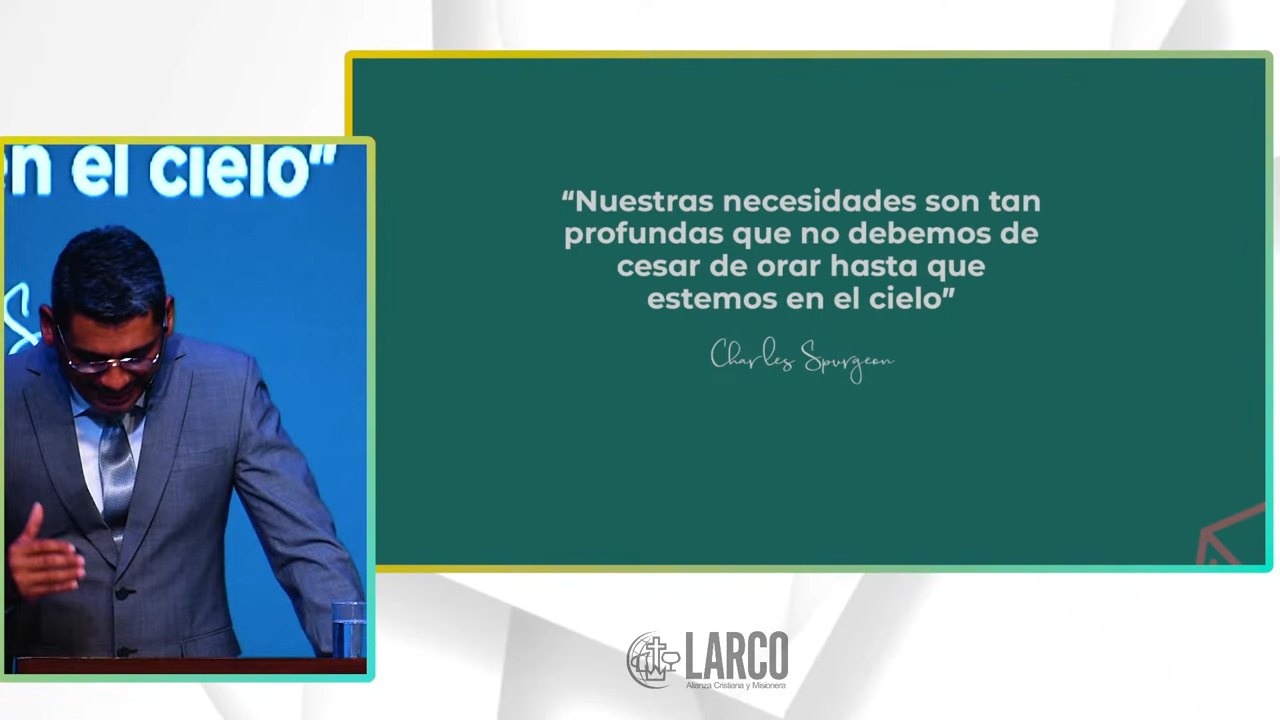 en el cielo”
S
“Nuestras necesidades son tan
profundas que no debemos de
cesar de orar hasta que
estemos en el cielo”
Charles Spurgeon
LARCO
Alianza Cristiana y Misionera